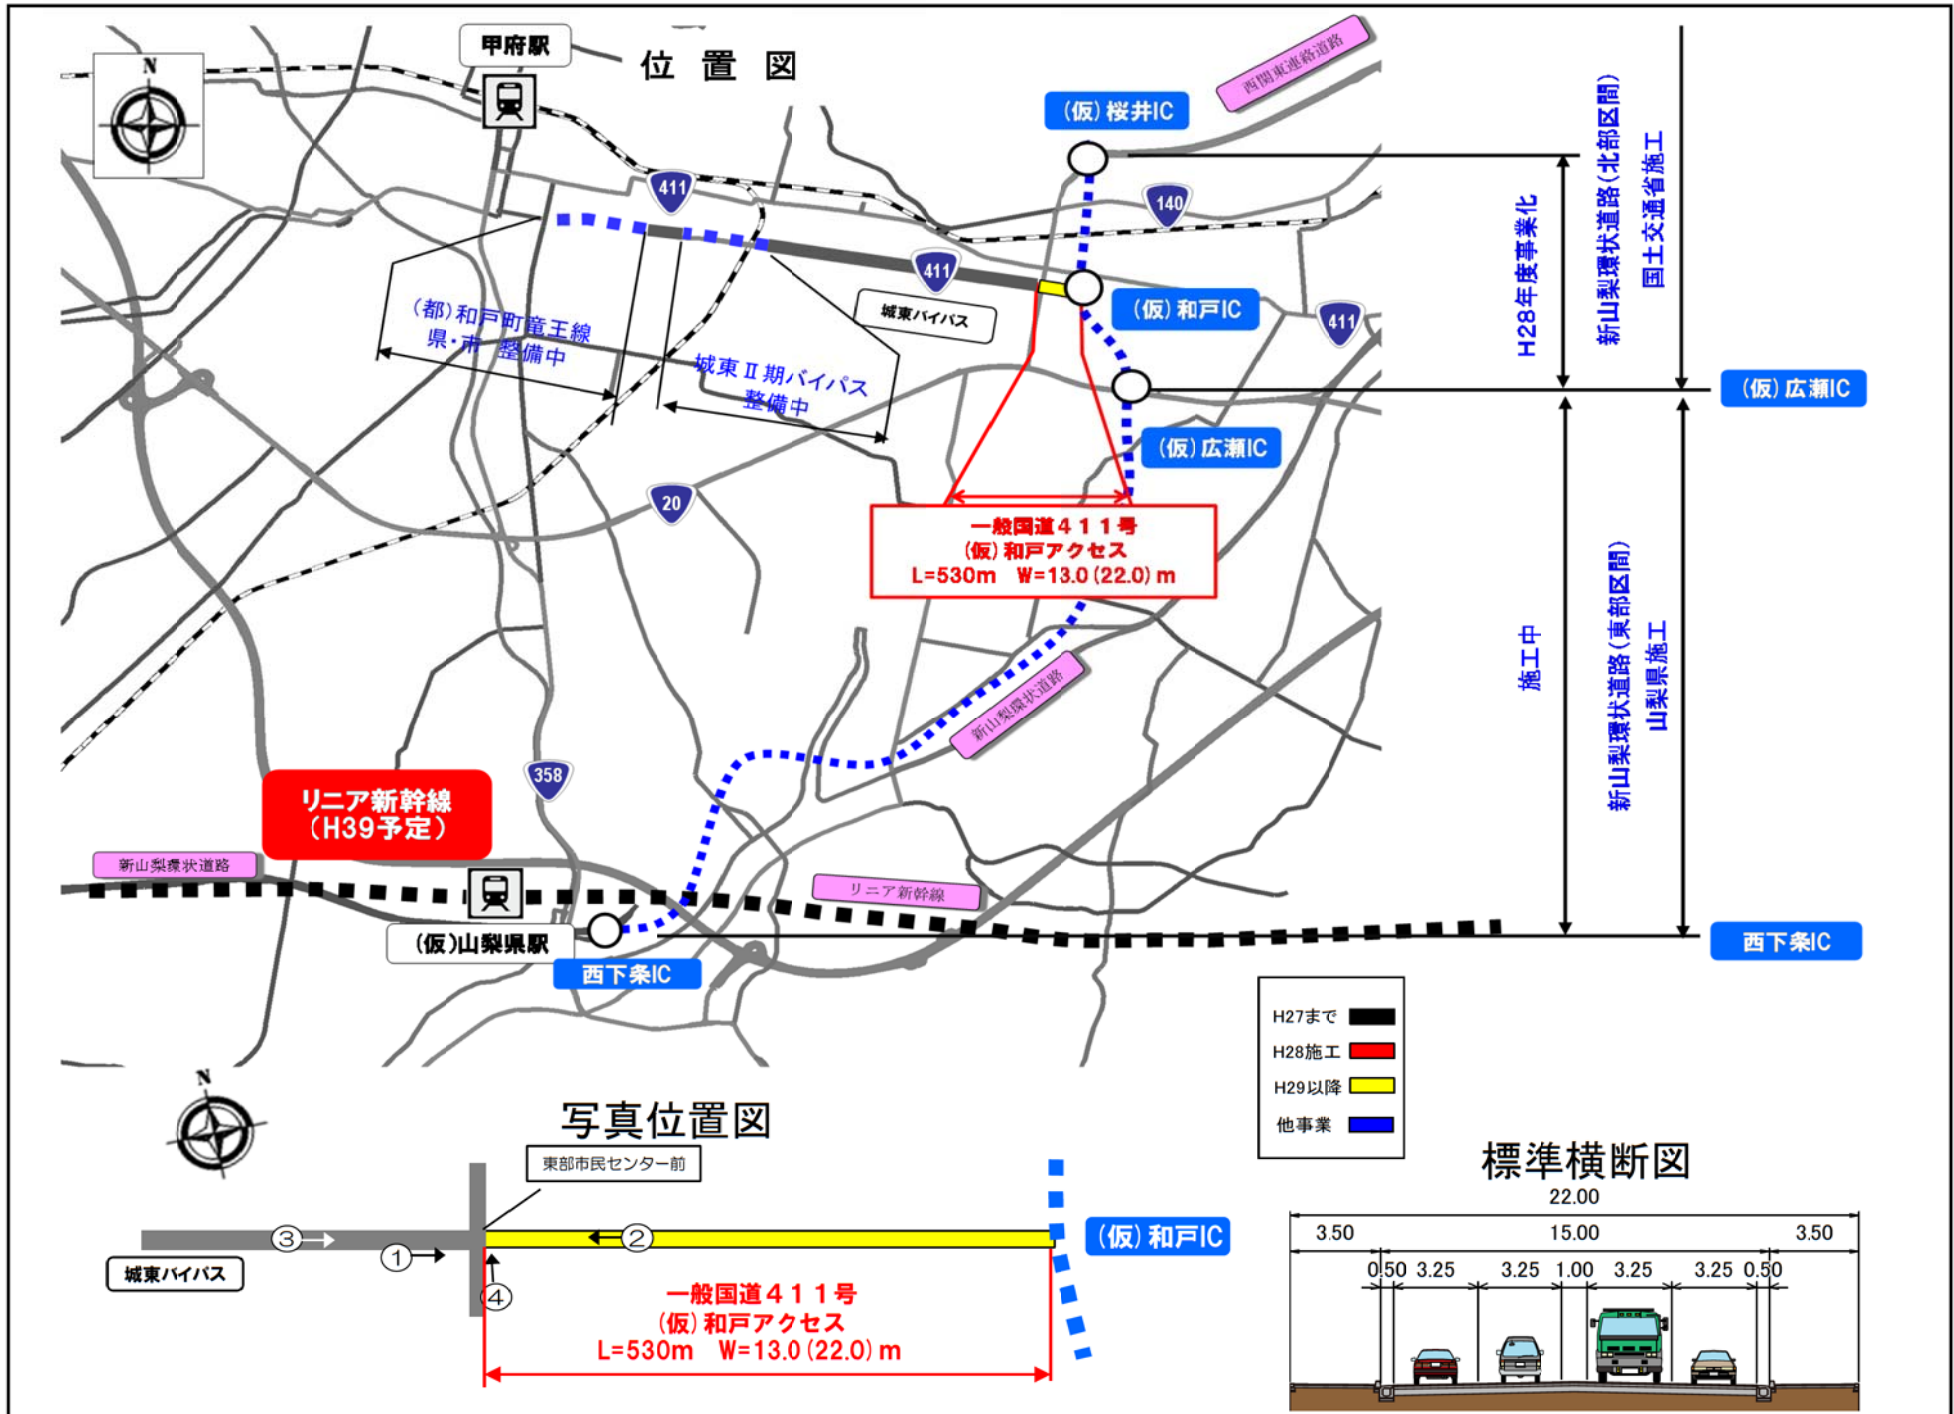 位置図
N
甲府駅
西関東連絡道路
(仮)桜井IC
411
140
411
城東バイパス
(仮)和戸IC
411
(都)和戸町竜王線
県・市 整備中
城東Ⅱ期バイパス
整備中
20
(仮)広瀬IC
(仮)広瀬IC
H28年度事業化
新山梨環状道路(北部区間)
国土交通省施工
一般国道411号
(仮)和戸アクセス
L=530m W=13.0(22.0)m
施工中
新山梨環状道路(東部区間)
山梨県施工
新山梨環状道路
358
リニア新幹線
(H39予定)
新山梨環状道路
リニア新幹線
(仮)山梨県駅
西下条IC
西下条IC
H27まで
H28施工
H29以降
他事業
N
写真位置図
東部市民センター前
③
①
②
④
城東バイパス
(仮)和戸IC
一般国道411号
(仮)和戸アクセス
L=530m W=13.0(22.0)m
標準横断図
22.00
3.50 15.00 3.50
0.50 3.25 3.25 1.00 3.25 3.25 0.50